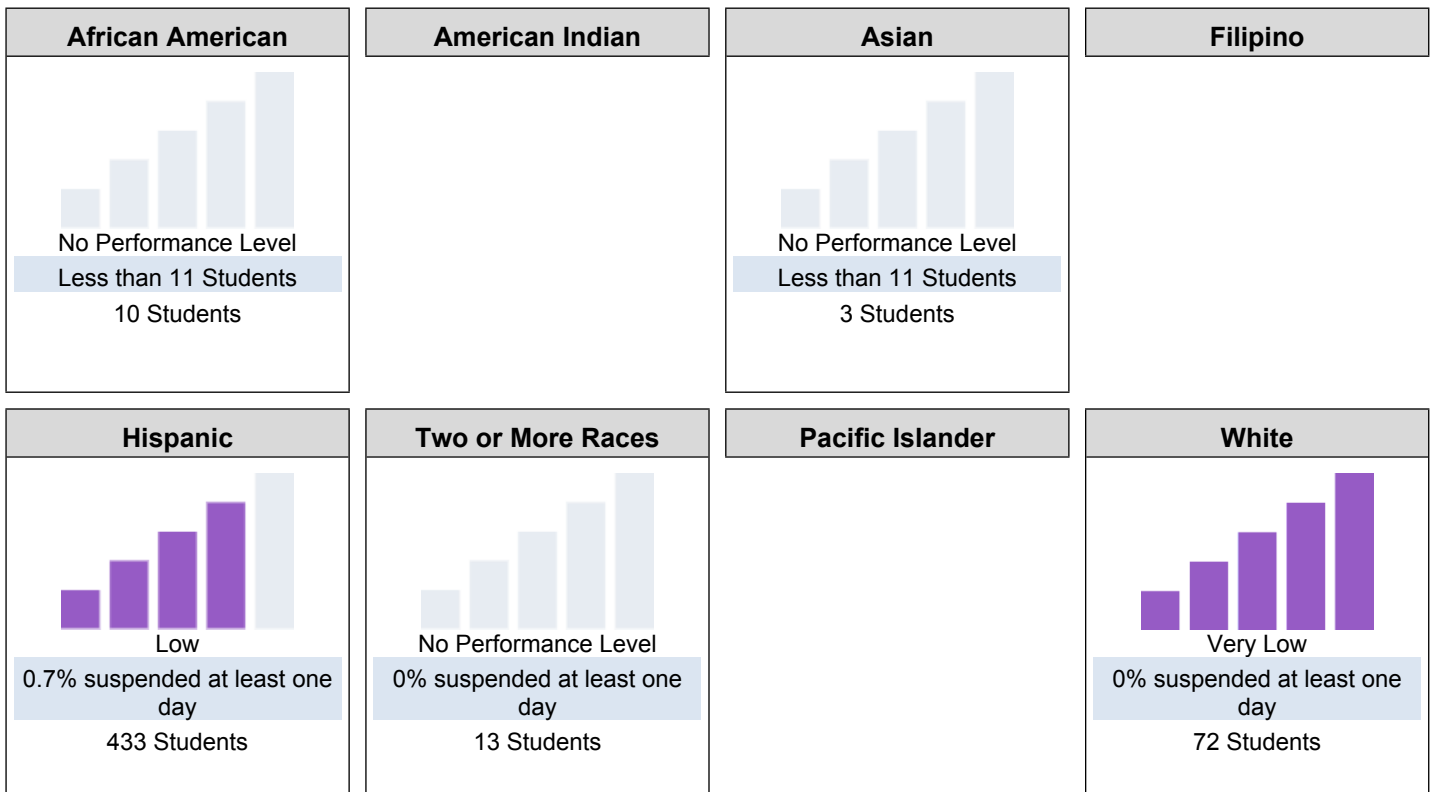 African American
American Indian
Asian
Filipino
No Performance Level
Less than 11 Students
10 Students
No Performance Level
Less than 11 Students
3 Students
Hispanic
Two or More Races
Pacific Islander
White
Low
0.7% suspended at least one
day
433 Students
No Performance Level
0% suspended at least one
day
13 Students
Very Low
0% suspended at least one
day
72 Students